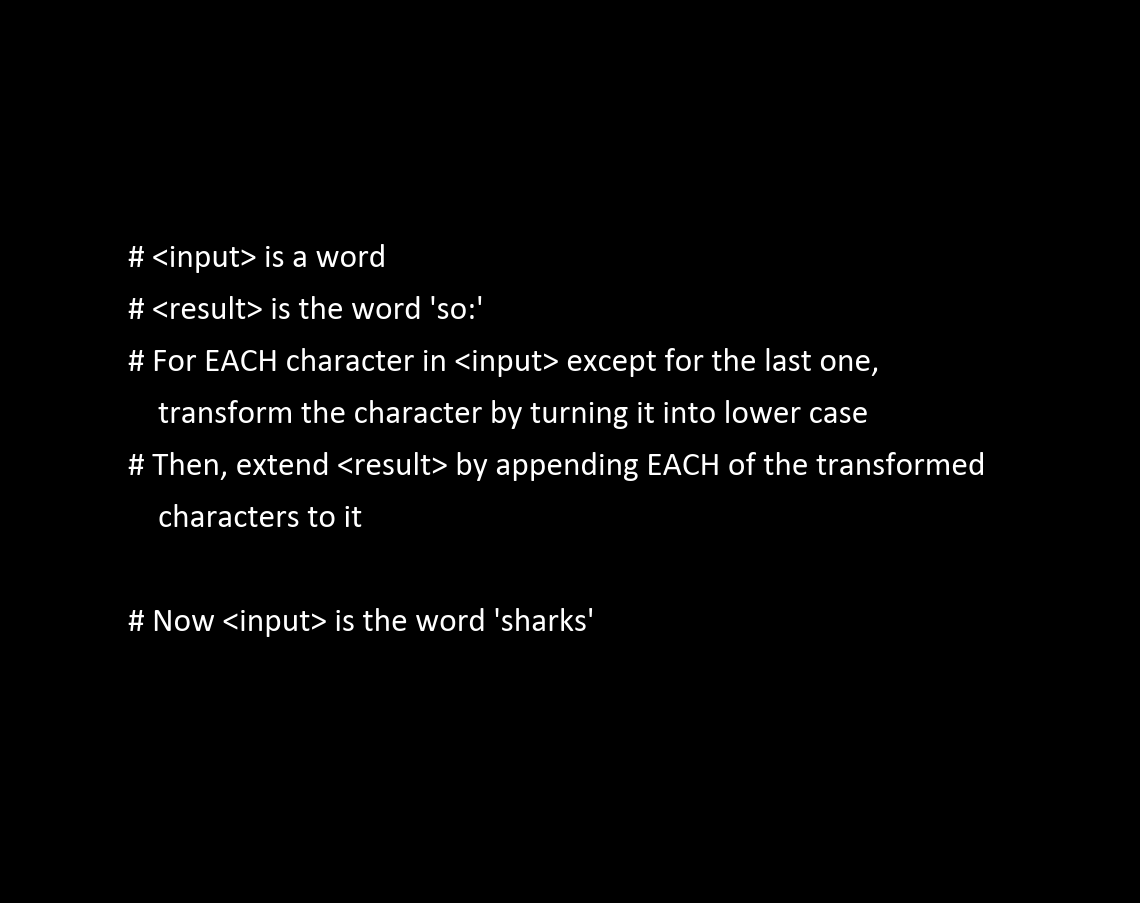 # <input> is a word
# <result> is the word 'so:'
# For EACH character in <input> except for the last one,
transform the character by turning it into lower case
# Then, extend <result> by appending EACH of the transformed
characters to it
# Now <input> is the word 'sharks'